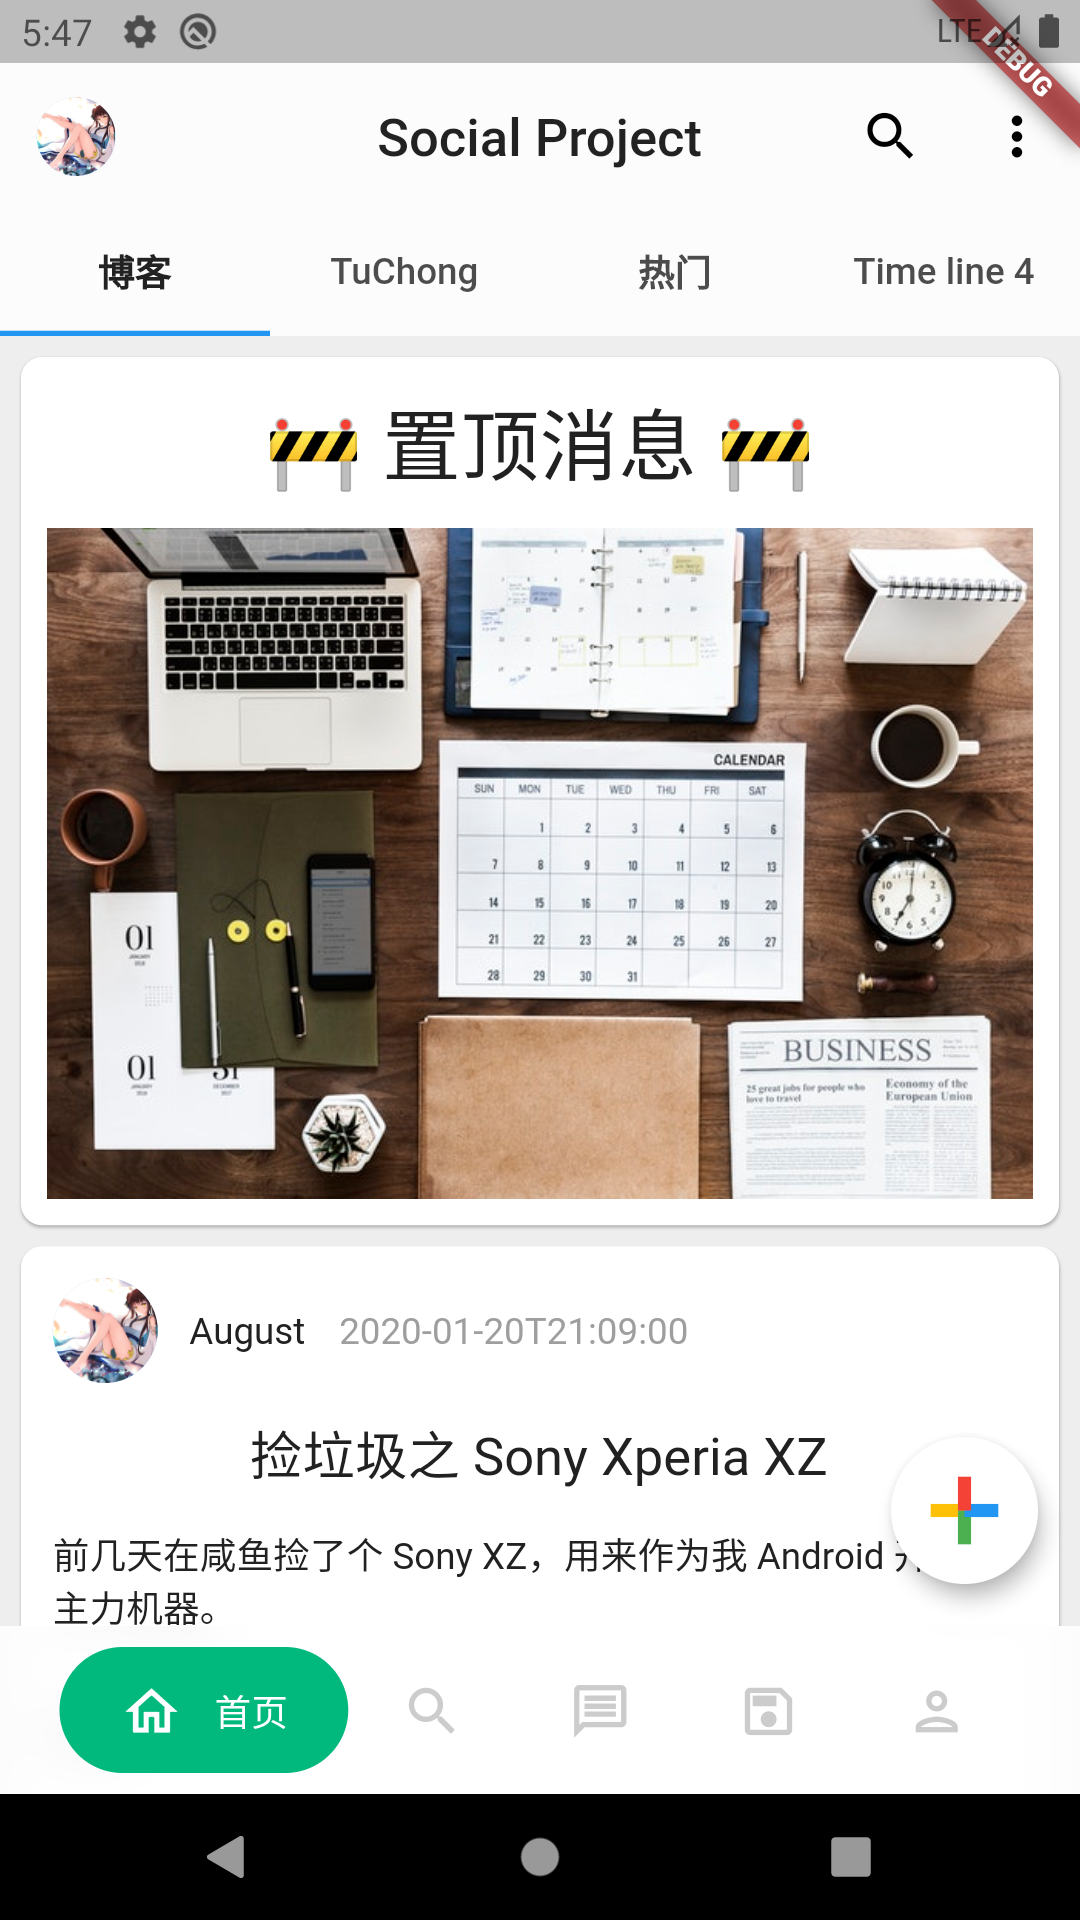 5:47
LTE
DEBUG
Social Project
博客
TuChong
热门
Time line 4
🚧 置顶消息 🚧
CALENDAR
SUN MON TUE WED THU FRI SAT
1 2 3 4 5 6
7 8 9 10 11 12 13
14 15 16 17 18 19 20
21 22 23 24 25 26 27
28 29 30 31
01
JANUARY
01
JANUARY
31
DECEMBER
BUSINESS
25 great jobs for people who
love to travel
Economy of the
European Union
August 2020-01-20T21:09:00
捡垃圾之 Sony Xperia XZ
前几天在咸鱼捡了个 Sony XZ，用来作为我 Android
主力机器。
首页